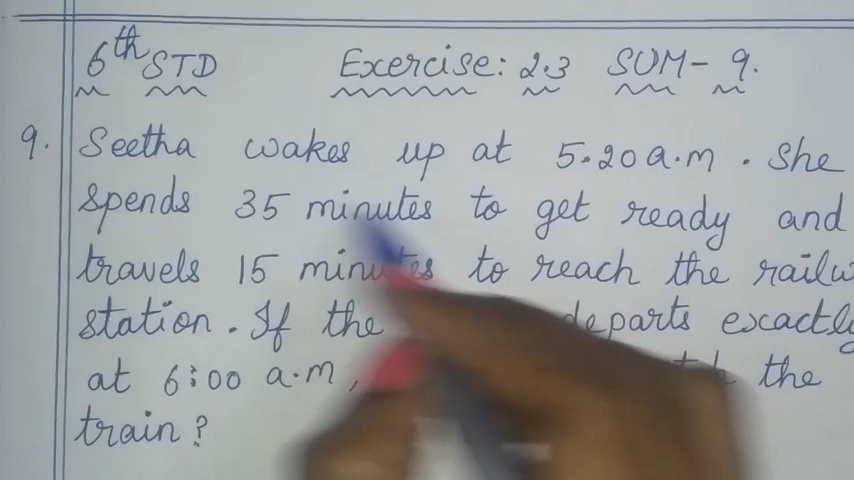 6th STD Exercise: 2.3 SUM- 9.
9. Seetha wakes up at 5.20 a.m. She
spends 35 minutes to get ready and
travels 15 minutes to reach the
station. If the departs exactly
at 6:00 a.m, the
train?